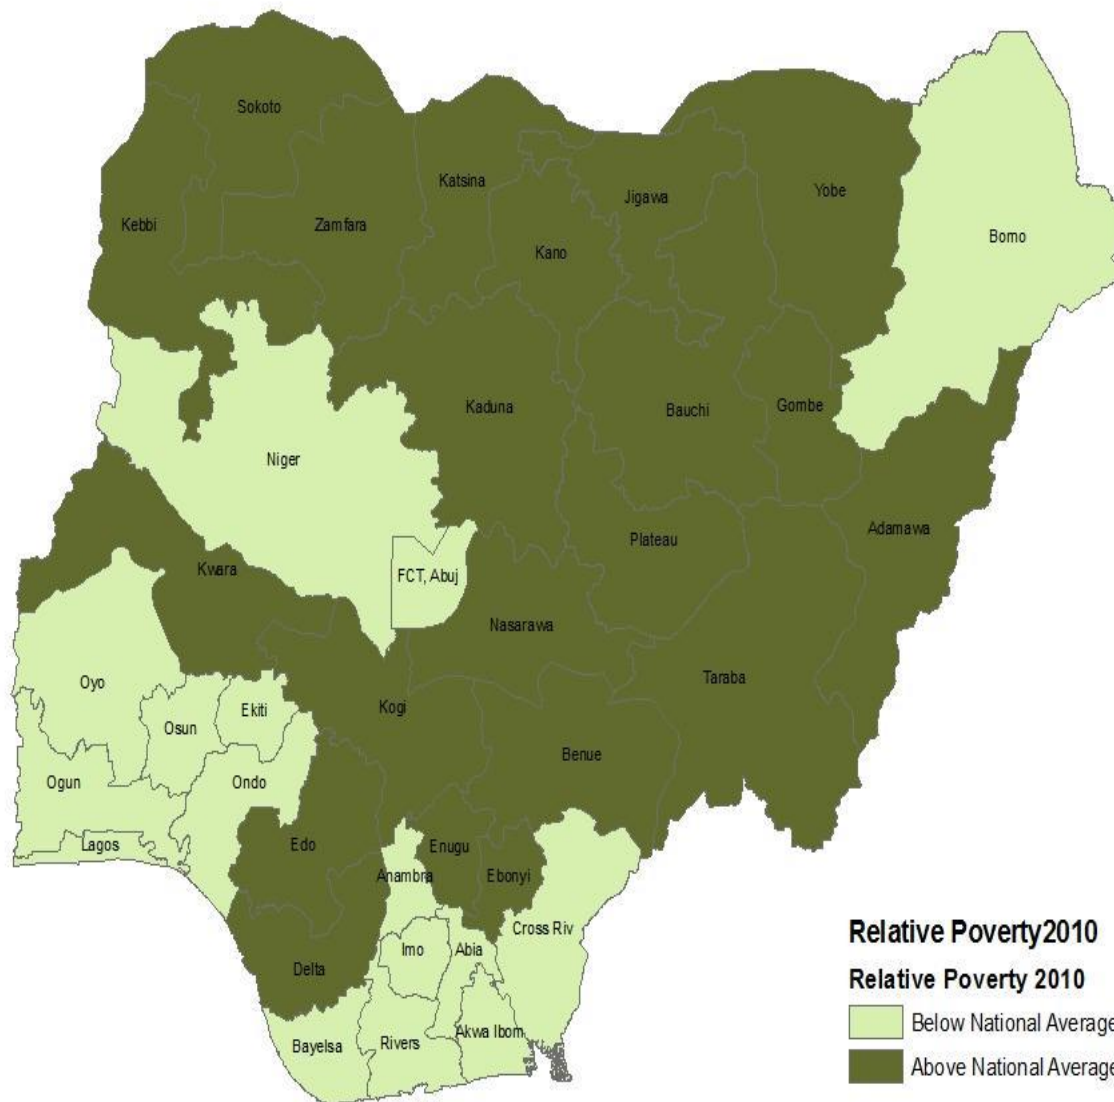 Sokoto
Katsina
Jigawa
Yobe
Kebbi
Zamfara
Kano
Borno
Kaduna
Bauchi
Gombe
Niger
Adamawa
Plateau
FCT, Abuj
Kwara
Nasarawa
Taraba
Oyo
Ekiti
Kogi
Osun
Benue
Ogun
Ondo
Lagos
Edo
Enugu
Anambra
Ebonyi
Cross Riv
Imo
Abia
Delta
Bayelsa
Rivers
Akwa Ibom
Relative Poverty2010
Relative Poverty 2010
Below National Average
Above National Average